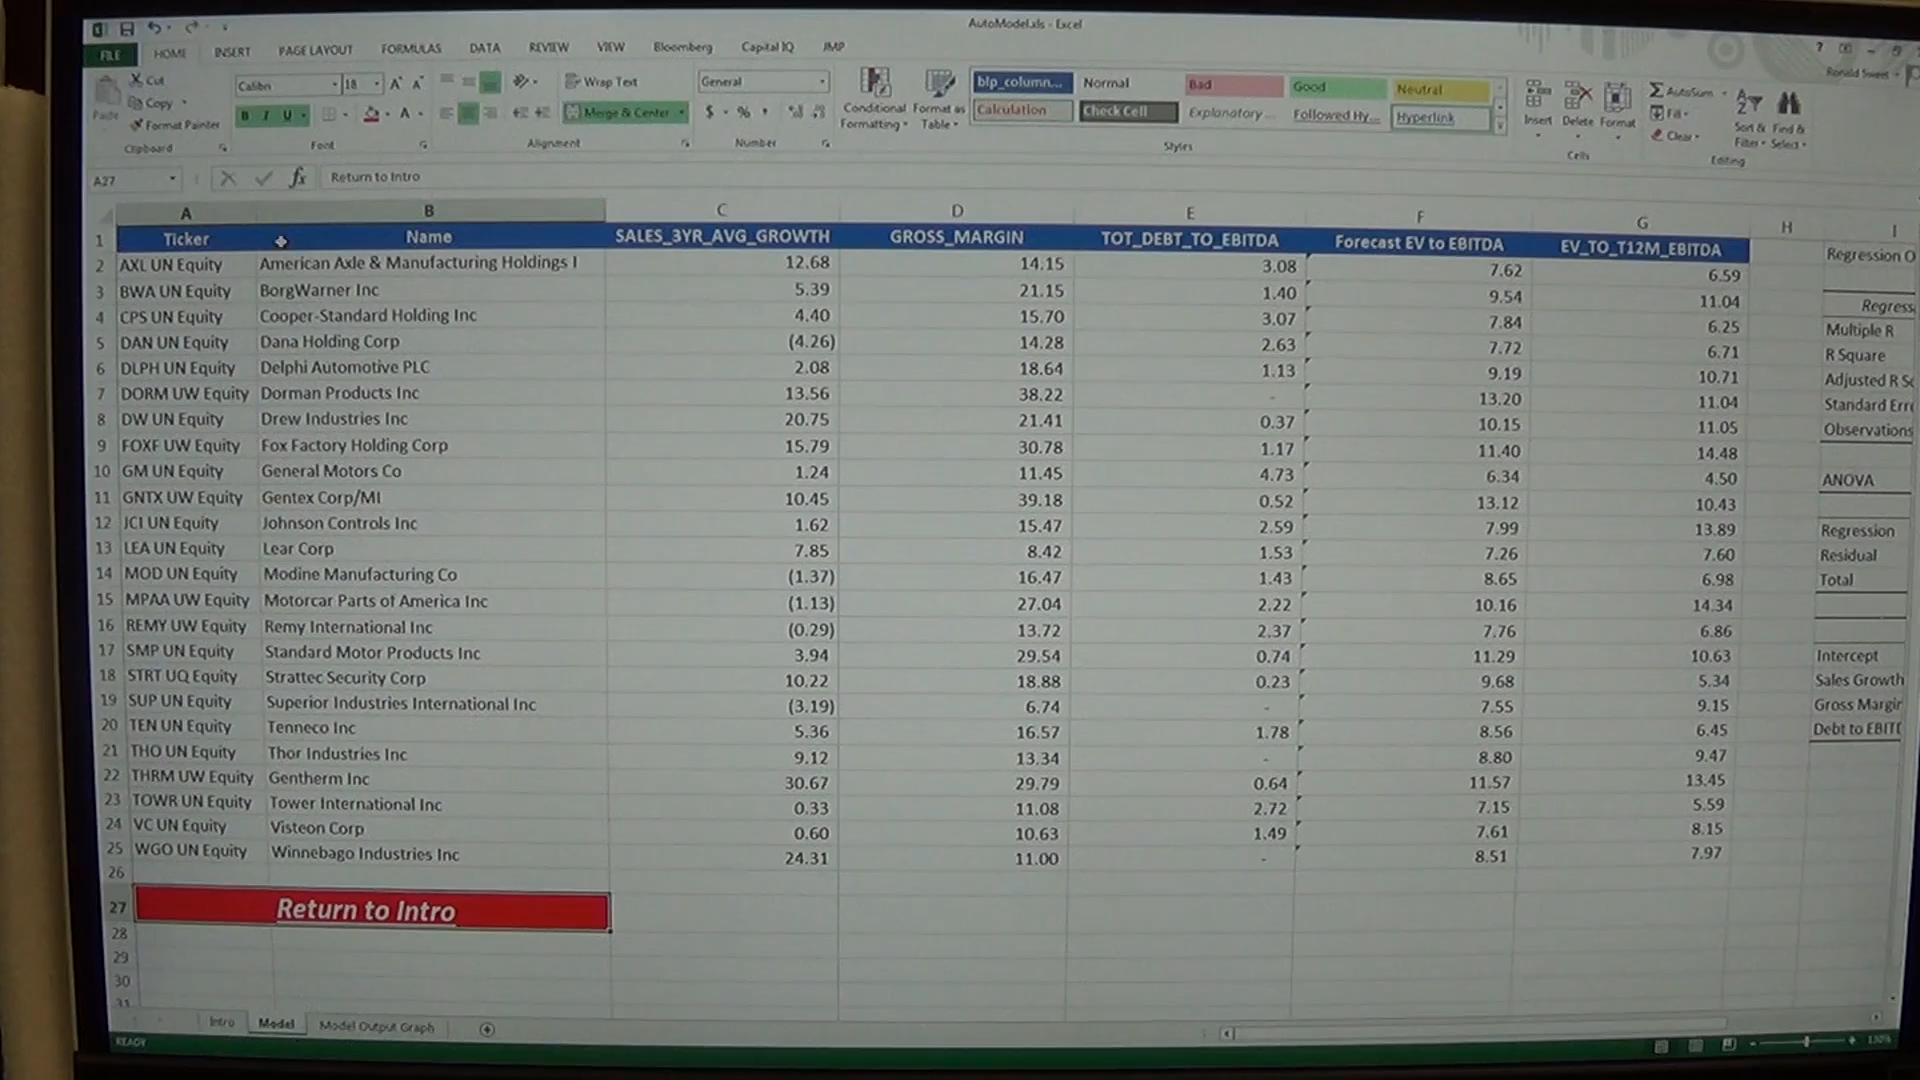 AutoModel.xls - Excel
FILE HOME INSERT PAGE LAYOUT FORMULAS DATA REVIEW VIEW Bloomberg Capital IQ JMP
Ronald Sweet
Cut
Copy
Format Painter
Paste
Clipboard
Calibri 18
B I U
Font
Wrap Text
Merge & Center
Alignment
General
$ % ,
Number
Conditional Formatting
Format as Table
blp_column... Normal Bad Good Neutral
Calculation Check Cell Explanatory... Followed Hy... Hyperlink
Styles
Insert Delete Format
Cells
AutoSum
Fill
Clear
Sort & Filter
Find & Select
Editing
A27 fx Return to Intro
A B C D E F G H I
1 Ticker Name SALES_3YR_AVG_GROWTH GROSS_MARGIN TOT_DEBT_TO_EBITDA Forecast EV to EBITDA EV_TO_T12M_EBITDA Regression O
2 AXL UN Equity American Axle & Manufacturing Holdings I 12.68 14.15 3.08 7.62 6.59
3 BWA UN Equity BorgWarner Inc 5.39 21.15 1.40 9.54 11.04 Regress
4 CPS UN Equity Cooper-Standard Holding Inc 4.40 15.70 3.07 7.84 6.25 Multiple R
5 DAN UN Equity Dana Holding Corp (4.26) 14.28 2.63 7.72 6.71 R Square
6 DLPH UN Equity Delphi Automotive PLC 2.08 18.64 1.13 9.19 10.71 Adjusted R Sc
7 DORM UW Equity Dorman Products Inc 13.56 38.22 - 13.20 11.04 Standard Erro
8 DW UN Equity Drew Industries Inc 20.75 21.41 0.37 10.15 11.05 Observations
9 FOXF UW Equity Fox Factory Holding Corp 15.79 30.78 1.17 11.40 14.48
10 GM UN Equity General Motors Co 1.24 11.45 4.73 6.34 4.50 ANOVA
11 GNTX UW Equity Gentex Corp/MI 10.45 39.18 0.52 13.12 10.43
12 JCI UN Equity Johnson Controls Inc 1.62 15.47 2.59 7.99 13.89 Regression
13 LEA UN Equity Lear Corp 7.85 8.42 1.53 7.26 7.60 Residual
14 MOD UN Equity Modine Manufacturing Co (1.37) 16.47 1.43 8.65 6.98 Total
15 MPAA UW Equity Motorcar Parts of America Inc (1.13) 27.04 2.22 10.16 14.34
16 REMY UW Equity Remy International Inc (0.29) 13.72 2.37 7.76 6.86
17 SMP UN Equity Standard Motor Products Inc 3.94 29.54 0.74 11.29 10.63 Intercept
18 STRT UQ Equity Strattec Security Corp 10.22 18.88 0.23 9.68 5.34 Sales Growth
19 SUP UN Equity Superior Industries International Inc (3.19) 6.74 - 7.55 9.15 Gross Margin
20 TEN UN Equity Tenneco Inc 5.36 16.57 1.78 8.56 6.45 Debt to EBIT
21 THO UN Equity Thor Industries Inc 9.12 13.34 - 8.80 9.47
22 THRM UW Equity Gentherm Inc 30.67 29.79 0.64 11.57 13.45
23 TOWR UN Equity Tower International Inc 0.33 11.08 2.72 7.15 5.59
24 VC UN Equity Visteon Corp 0.60 10.63 1.49 7.61 8.15
25 WGO UN Equity Winnebago Industries Inc 24.31 11.00 - 8.51 7.97
26
27 Return to Intro
28
29
30
31
Intro Model Model Output Graph
READY 130%